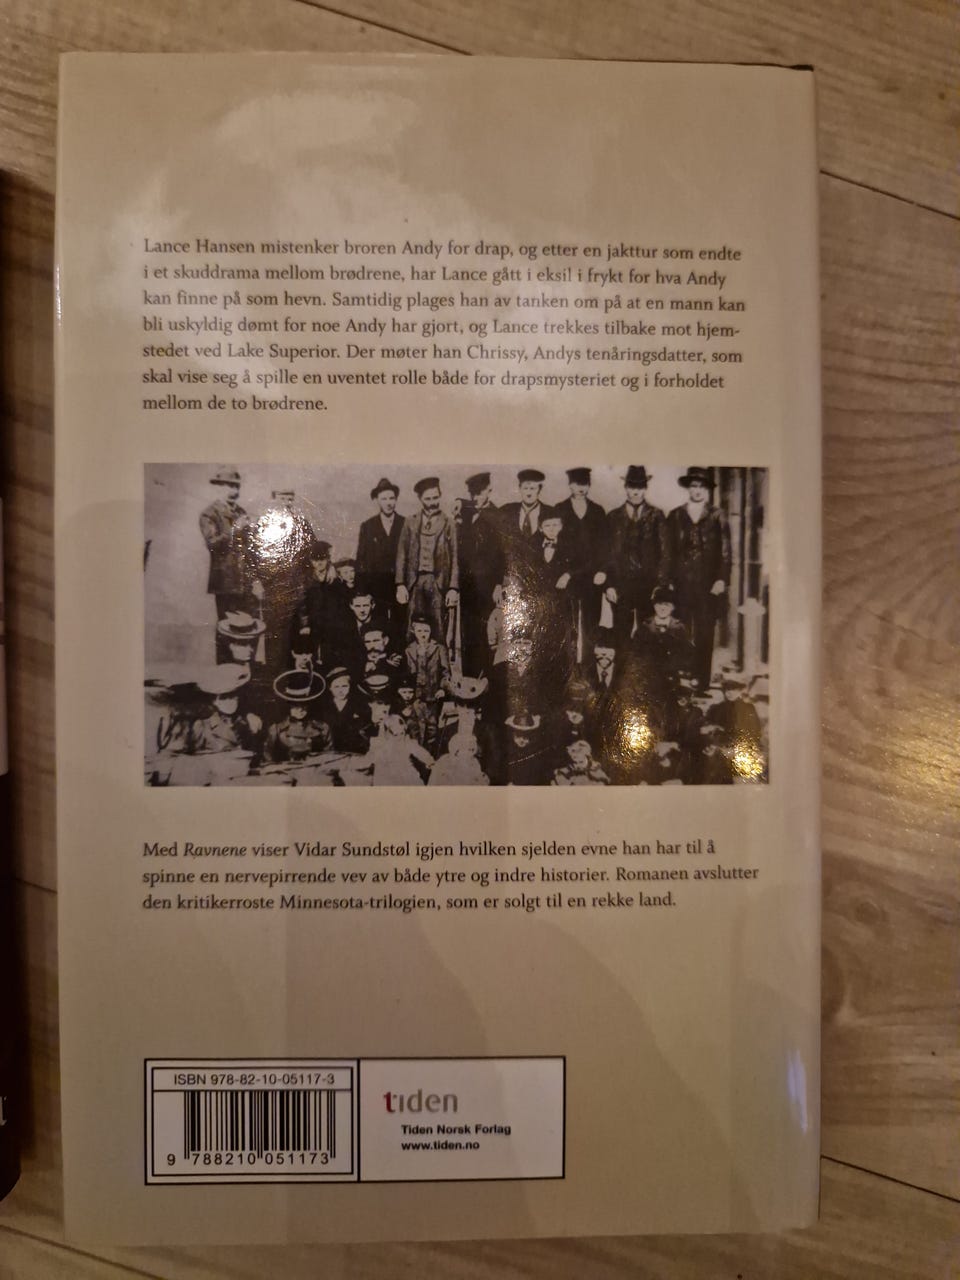 Lance Hansen mistenker broren Andy for drap, og etter en jakttur som endte
i et skuddrama mellom brødrene, har Lance gått i eksil i frykt for hva Andy
kan finne på som hevn. Samtidig plages han av tanken om på at en mann kan
bli uskyldig dømt for noe Andy har gjort, og Lance trekkes tilbake mot hjem-
stedet ved Lake Superior. Der møter han Chrissy, Andys tenåringsdatter, som
skal vise seg å spille en uventet rolle både for drapsmysteriet og i forholdet
mellom de to brødrene.
Med Ravnene viser Vidar Sundstøl igjen hvilken sjelden evne han har til å
spinne en nervepirrende vev av både ytre og indre historier. Romanen avslutter
den kritikerroste Minnesota-trilogien, som er solgt til en rekke land.
ISBN 978-82-10-05117-3
9 788210 051173
tiden
Tiden Norsk Forlag
www.tiden.no